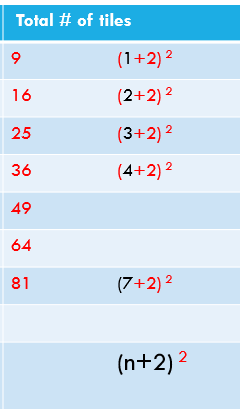 Total # of tiles
9 (1+2) ²
16 (2+2) ²
25 (3+2) ²
36 (4+2) ²
49
64
81 (7+2) ²
(n+2) ²